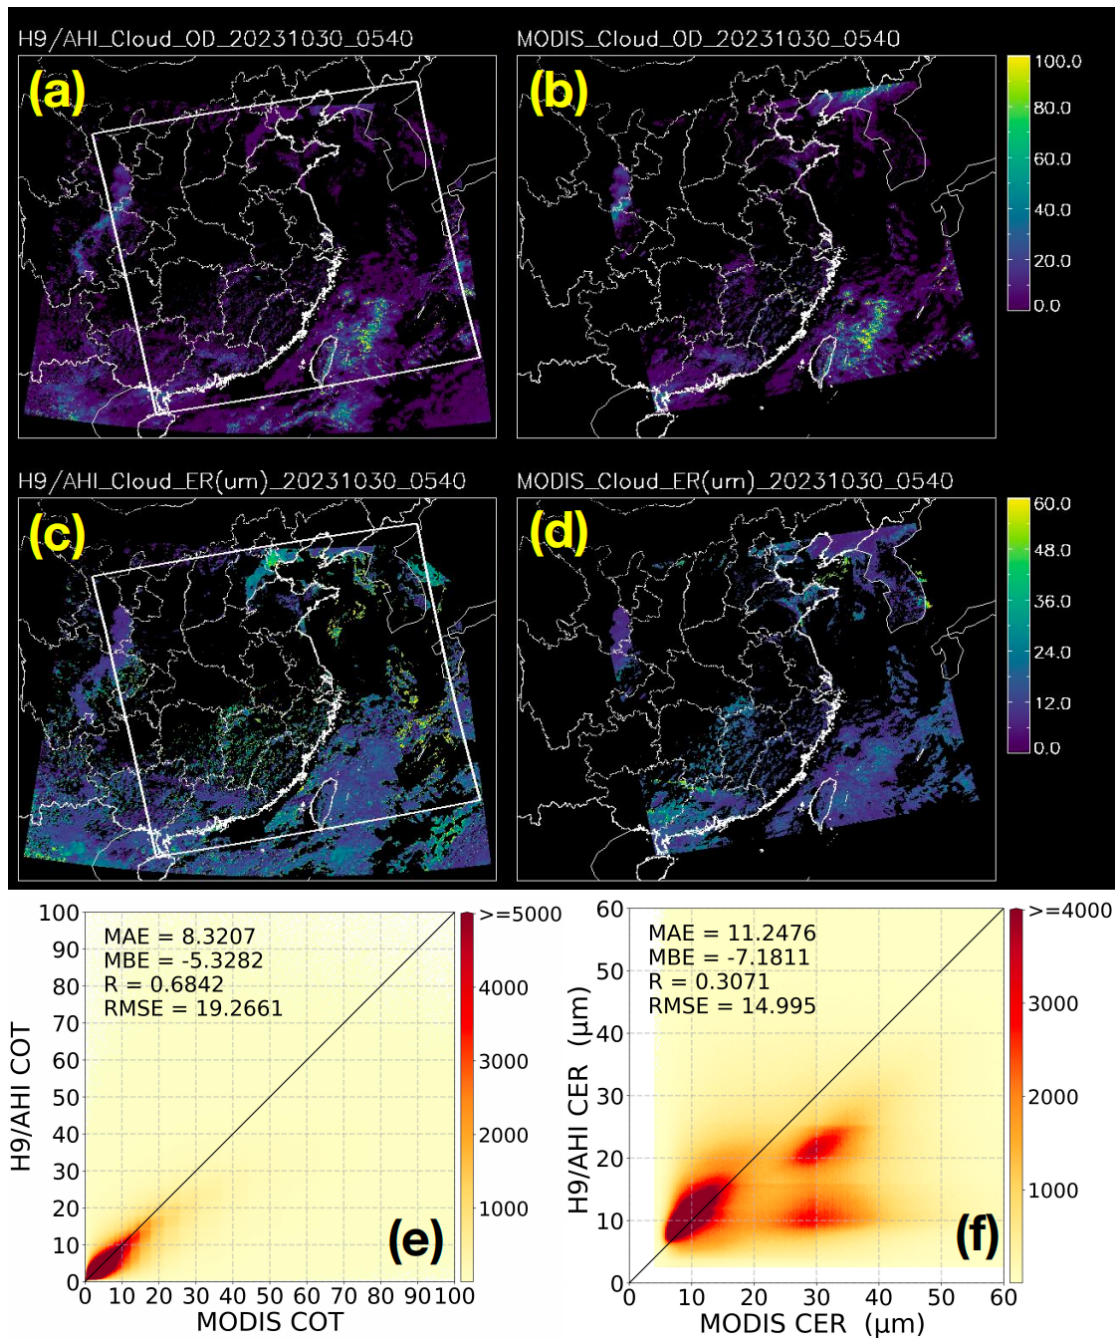 H9/AHI_Cloud_OD_20231030_0540
MODIS_Cloud_OD_20231030_0540
(a)
(b)
100.0
80.0
60.0
40.0
20.0
0.0
H9/AHI_Cloud_ER(um)_20231030_0540
MODIS_Cloud_ER(um)_20231030_0540
(c)
(d)
60.0
48.0
36.0
24.0
12.0
0.0
100
90
80
70
60
50
40
30
20
10
0
H9/AHI COT
MAE = 8.3207
MBE = -5.3282
R = 0.6842
RMSE = 19.2661
(e)
0 10 20 30 40 50 60 70 80 90 100
MODIS COT
>=5000
4000
3000
2000
1000
60
50
40
30
20
10
0
H9/AHI CER (μm)
MAE = 11.2476
MBE = -7.1811
R = 0.3071
RMSE = 14.995
(f)
0 10 20 30 40 50 60
MODIS CER (μm)
>=4000
3000
2000
1000